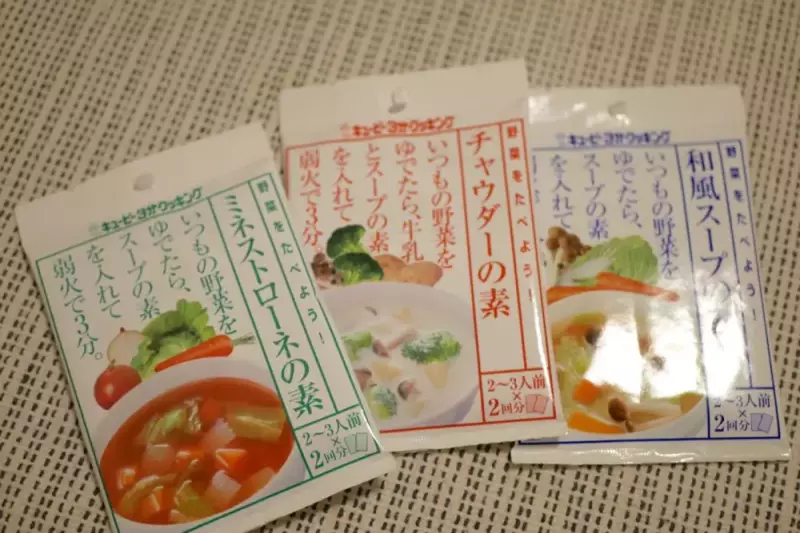 キユーピー3分クッキング
野菜をたべよう!
ミネストローネの素
いつもの野菜を
ゆでたら、
スープの素
を入れて
弱火で3分。
2〜3人前
×
2回分
キユーピー3分クッキング
野菜をたべよう!
チャウダーの素
いつもの野菜を
ゆでたら、牛乳
とスープの素
を入れて
弱火で3分。
2〜3人前
×
2回分
キユーピー3分クッキング
野菜をたべよう!
和風スープの
いつもの野菜を
ゆでたら、
スープの素
を入れて
2〜3人前
×
2回分